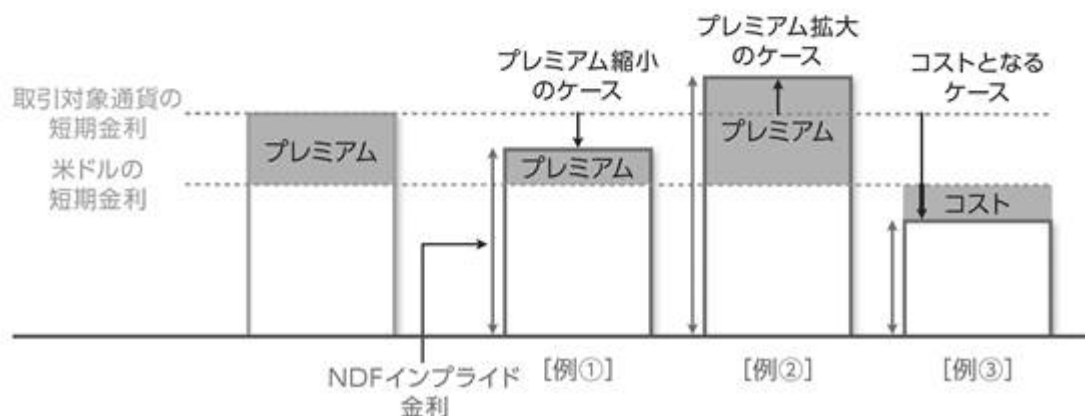 プレミアム縮小
のケース
プレミアム拡大
のケース
コストとなる
ケース
取引対象通貨の
短期金利
米ドルの
短期金利
プレミアム
プレミアム
プレミアム
コスト
NDFインプライド
金利
[例①]
[例②]
[例③]